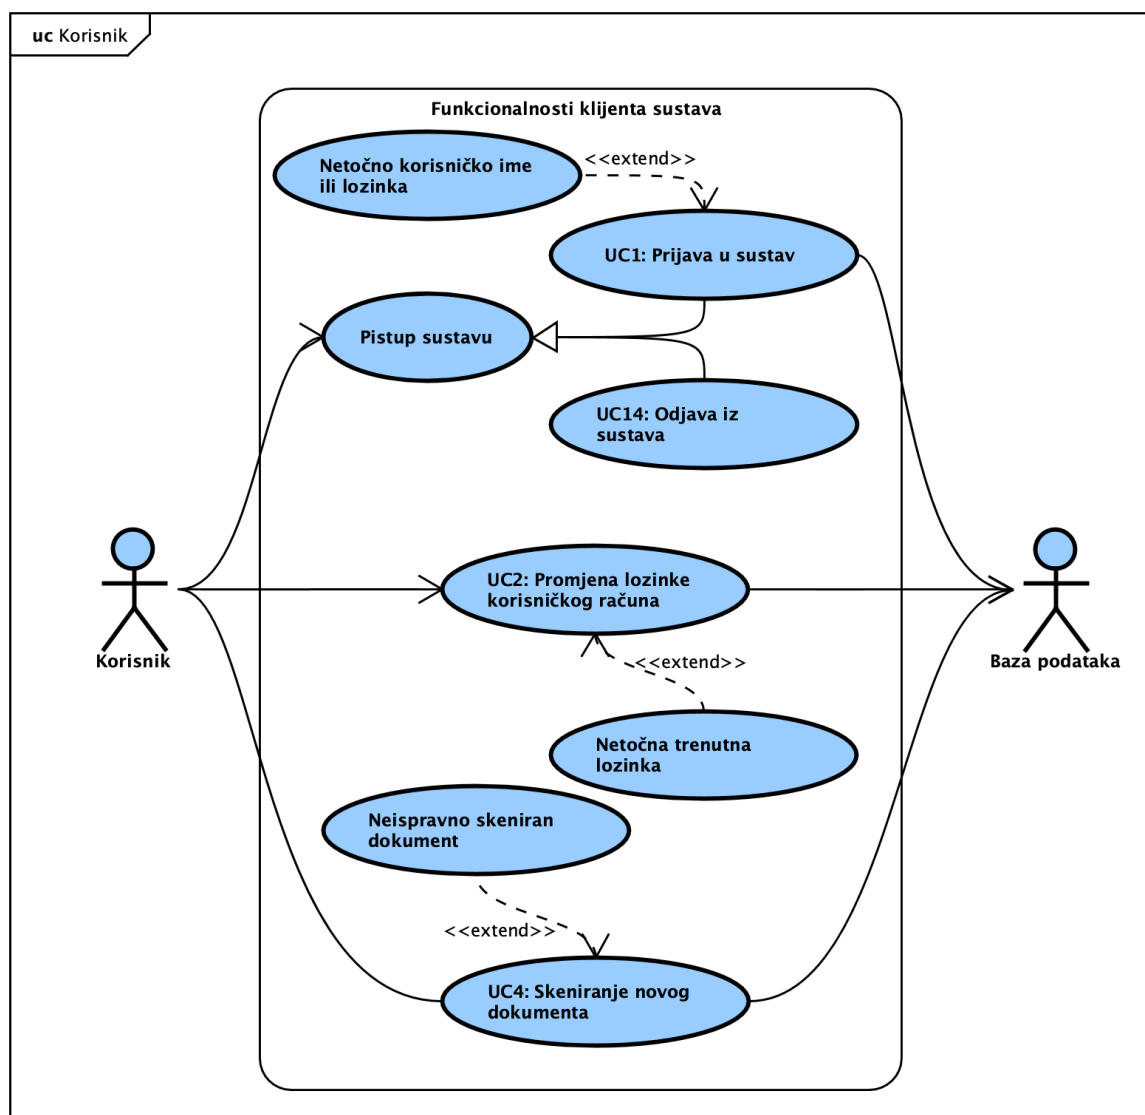 uc Korisnik
Funkcionalnosti klijenta sustava
Netočno korisničko ime
ili lozinka
<<extend>>
UC1: Prijava u sustav
Pistup sustavu
UC14: Odjava iz
sustava
UC2: Promjena lozinke
korisničkog računa
Korisnik
Baza podataka
<<extend>>
Netočna trenutna
lozinka
Neispravno skeniran
dokument
<<extend>>
UC4: Skeniranje novog
dokumenta